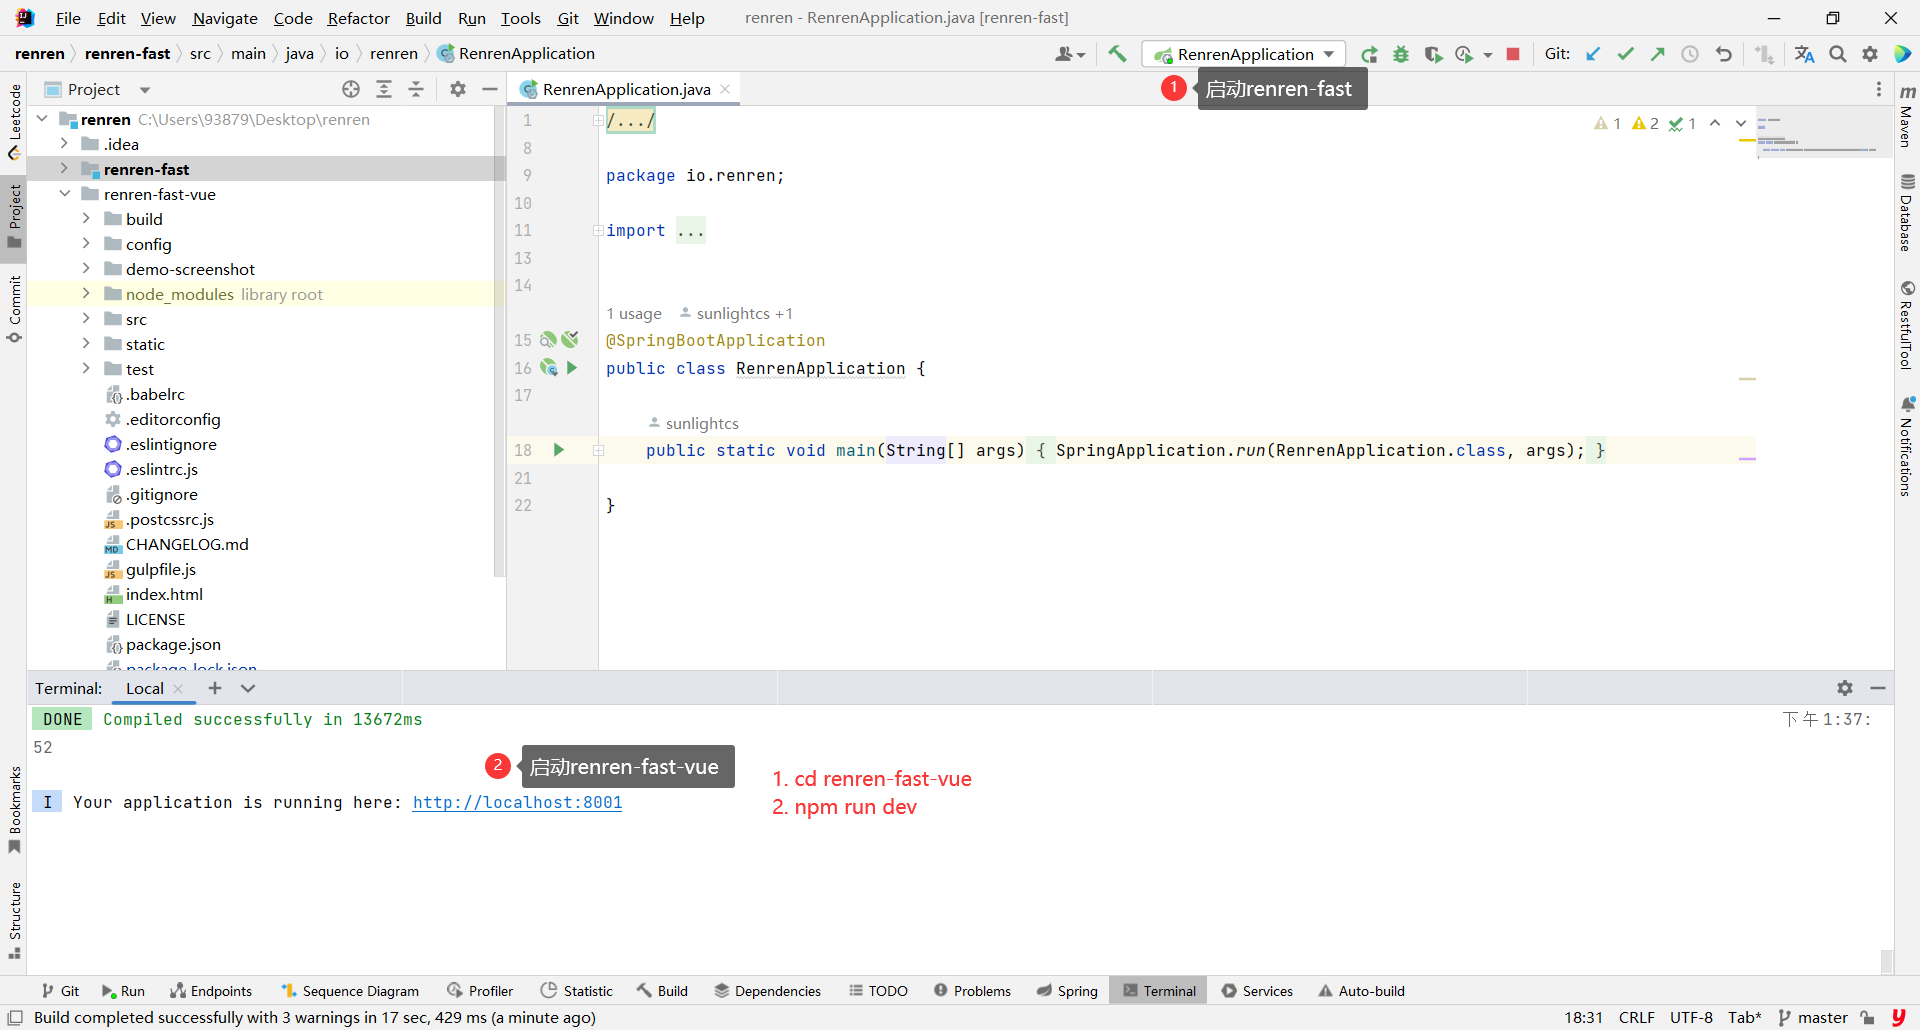 File Edit View Navigate Code Refactor Build Run Tools Git Window Help renren - RenrenApplication.java [renren-fast]
renren renren-fast src main java io renren RenrenApplication RenrenApplication Git:
Project RenrenApplication.java 1 启动renren-fast
renren C:\Users\93879\Desktop\renren
.idea
renren-fast
renren-fast-vue
build
config
demo-screenshot
node_modules library root
src
static
test
.babelrc
.editorconfig
.eslintignore
.eslintrc.js
.gitignore
.postcssrc.js
CHANGELOG.md
gulpfile.js
index.html
LICENSE
package.json
package-lock.json
1 /.../
1 2 1
8
9 package io.renren;
10
11 import ...
13
14
1 usage sunlightcs +1
15 @SpringBootApplication
16 public class RenrenApplication {
17
sunlightcs
18 public static void main(String[] args) { SpringApplication.run(RenrenApplication.class, args); }
21
22 }
Leetcode
Project
Commit
Bookmarks
Structure
m Maven
Database
RestfulTool
Notifications
Terminal: Local
DONE Compiled successfully in 13672ms 下午1:37:
52
2 启动renren-fast-vue
I Your application is running here: http://localhost:8001
1. cd renren-fast-vue
2. npm run dev
Git Run Endpoints Sequence Diagram Profiler Statistic Build Dependencies TODO Problems Spring Terminal Services Auto-build
Build completed successfully with 3 warnings in 17 sec, 429 ms (a minute ago) 18:31 CRLF UTF-8 Tab* master